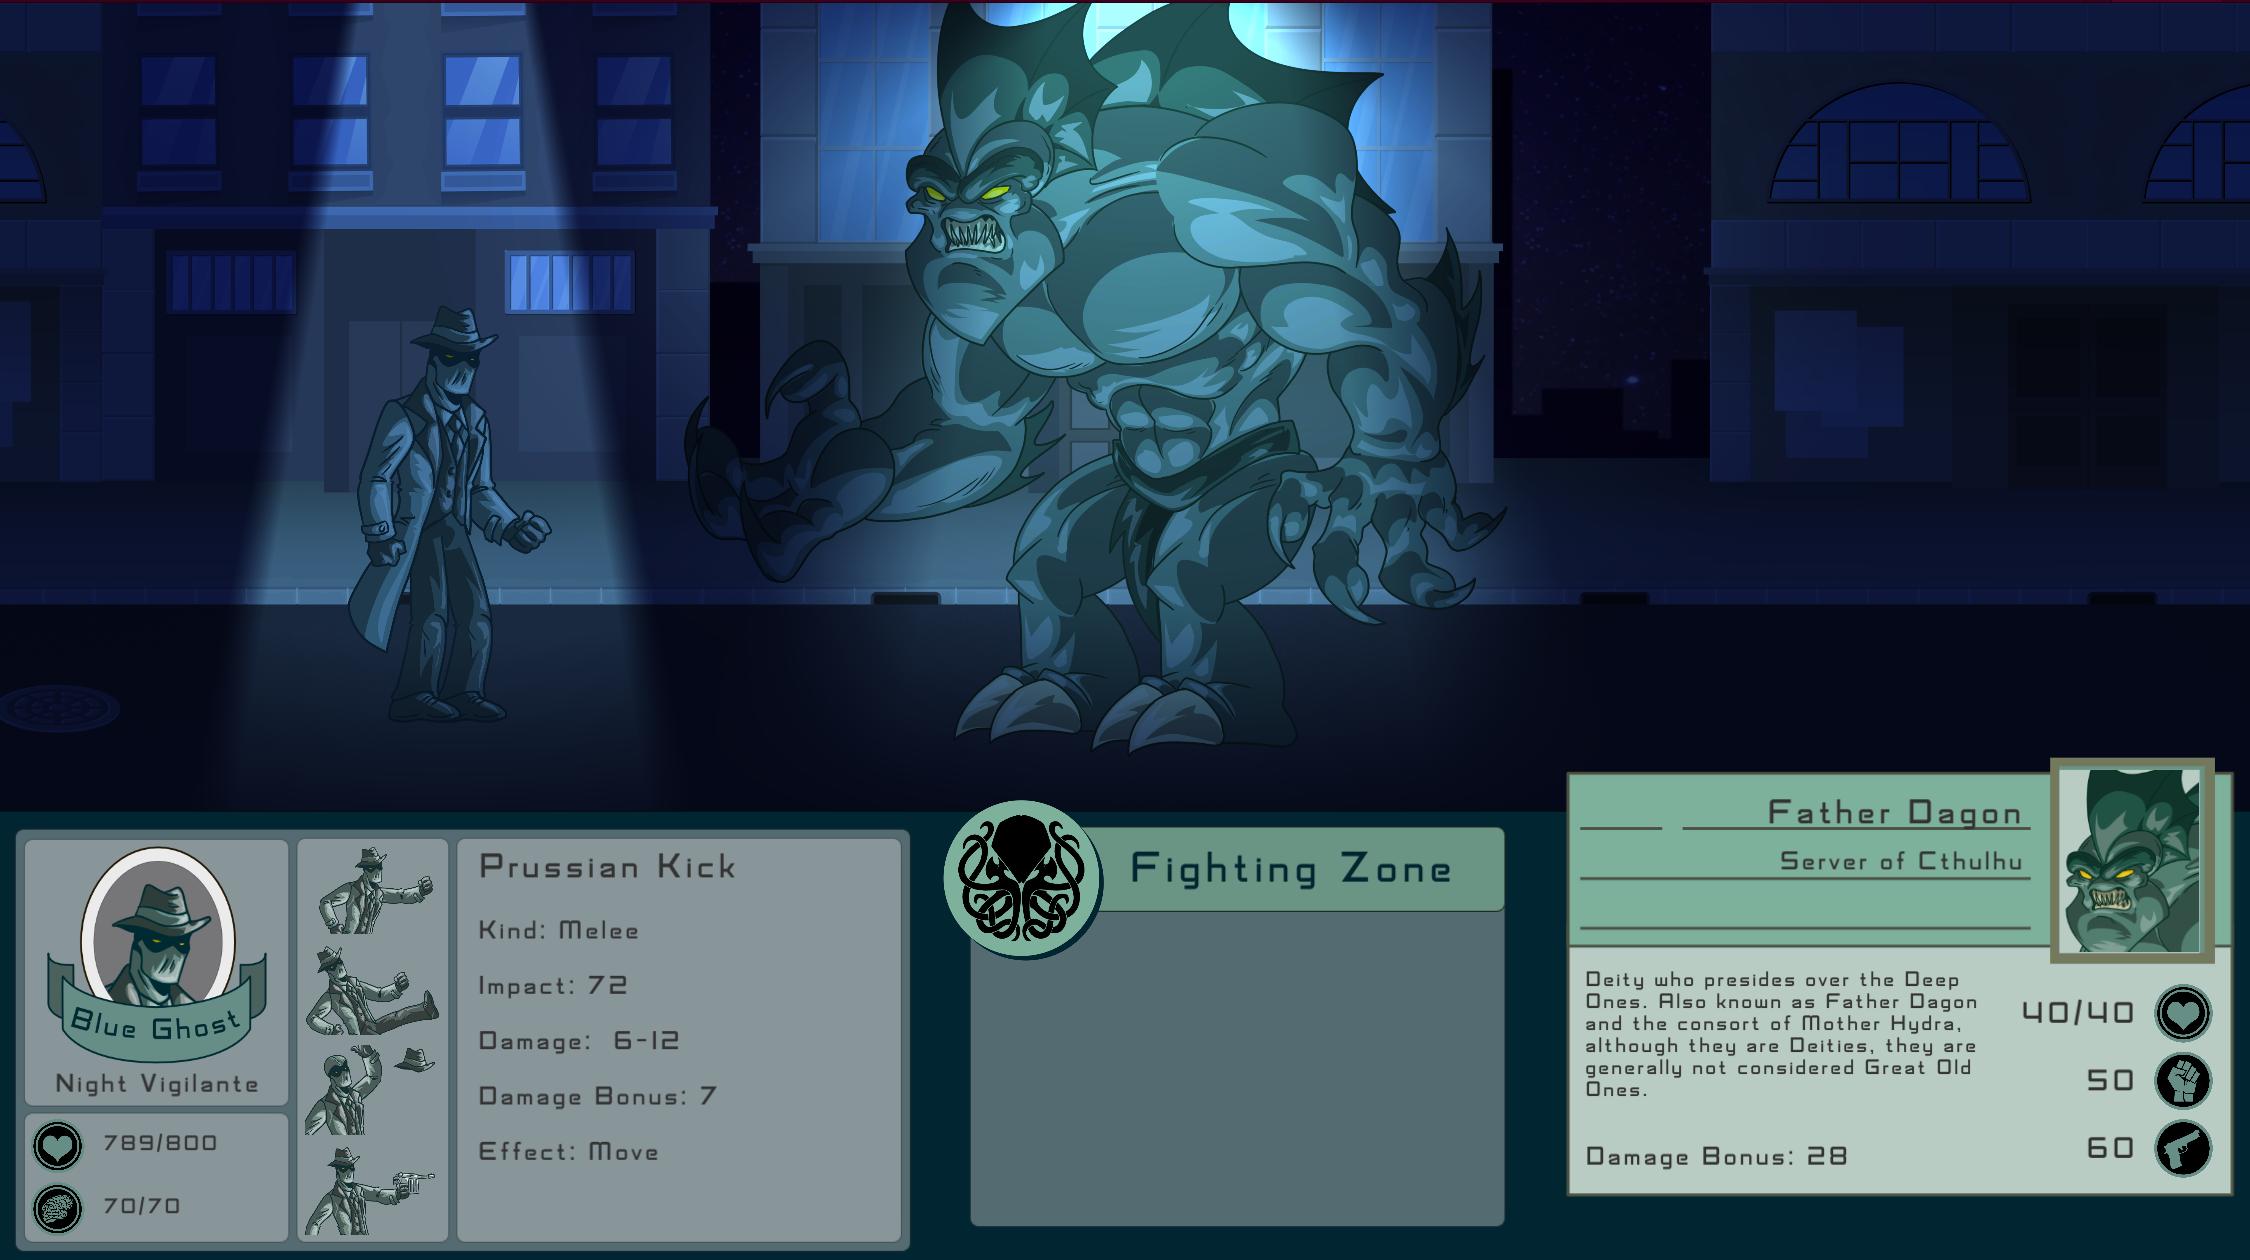 Blue Ghost
Night Vigilante
789/800
70/70
Prussian Kick
Kind: Melee
Impact: 72
Damage: 6-12
Damage Bonus: 7
Effect: Move
Fighting Zone
Father Dagon
Server of Cthulhu
Deity who presides over the Deep
Ones. Also known as Father Dagon
and the consort of Mother Hydra,
although they are Deities, they are
generally not considered Great Old
Ones.
Damage Bonus: 28
40/40
50
60